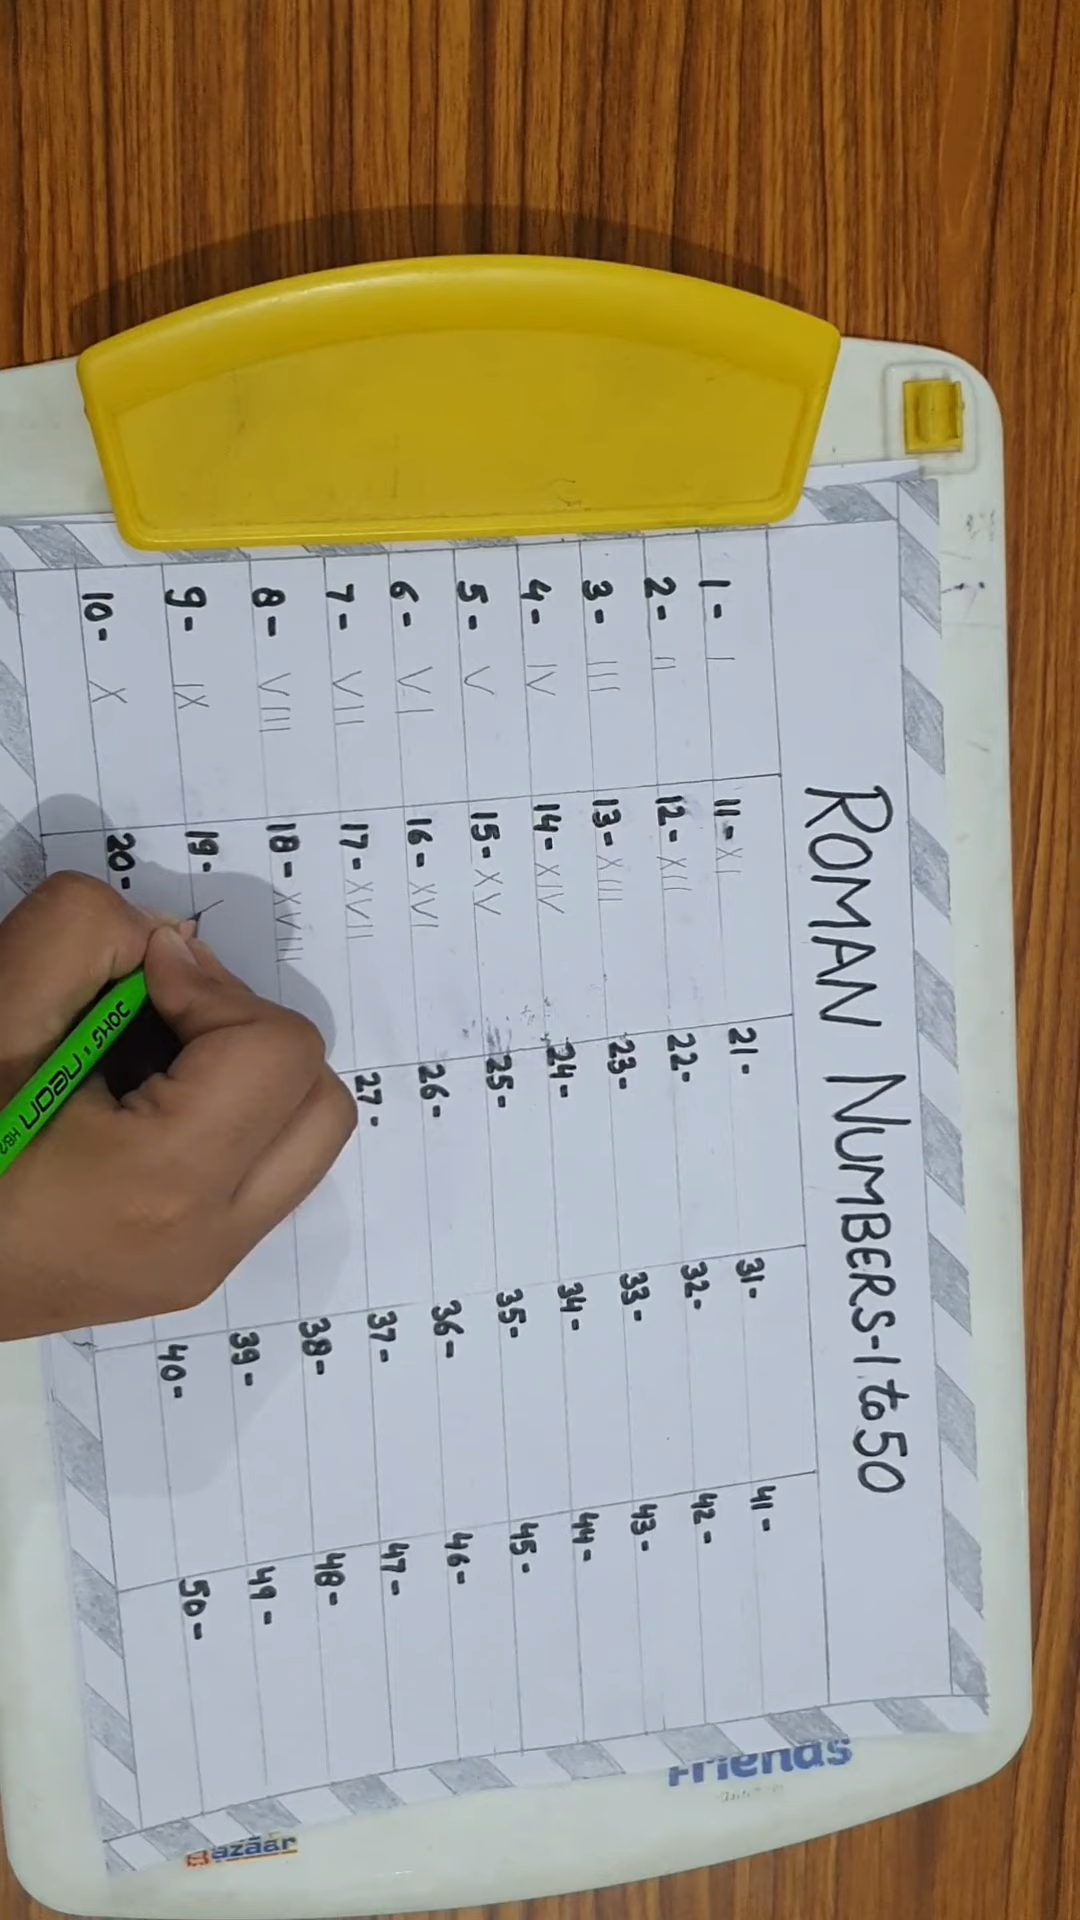 ROMAN NUMBERS-1 to 50
1- I
2- II
3- III
4- IV
5- V
6- VI
7- VII
8- VIII
9- IX
10- X
11- XI
12- XII
13- XIII
14- XIV
15- XV
16- XVI
17- XVII
18- XVIII
19-
20-
21-
22-
23-
24-
25-
26-
27-
31-
32-
33-
34-
35-
36-
37-
38-
39-
40-
41-
42-
43-
44-
45-
46-
47-
48-
49-
50-
DOMS neon HB/2
Friends
Bazaar